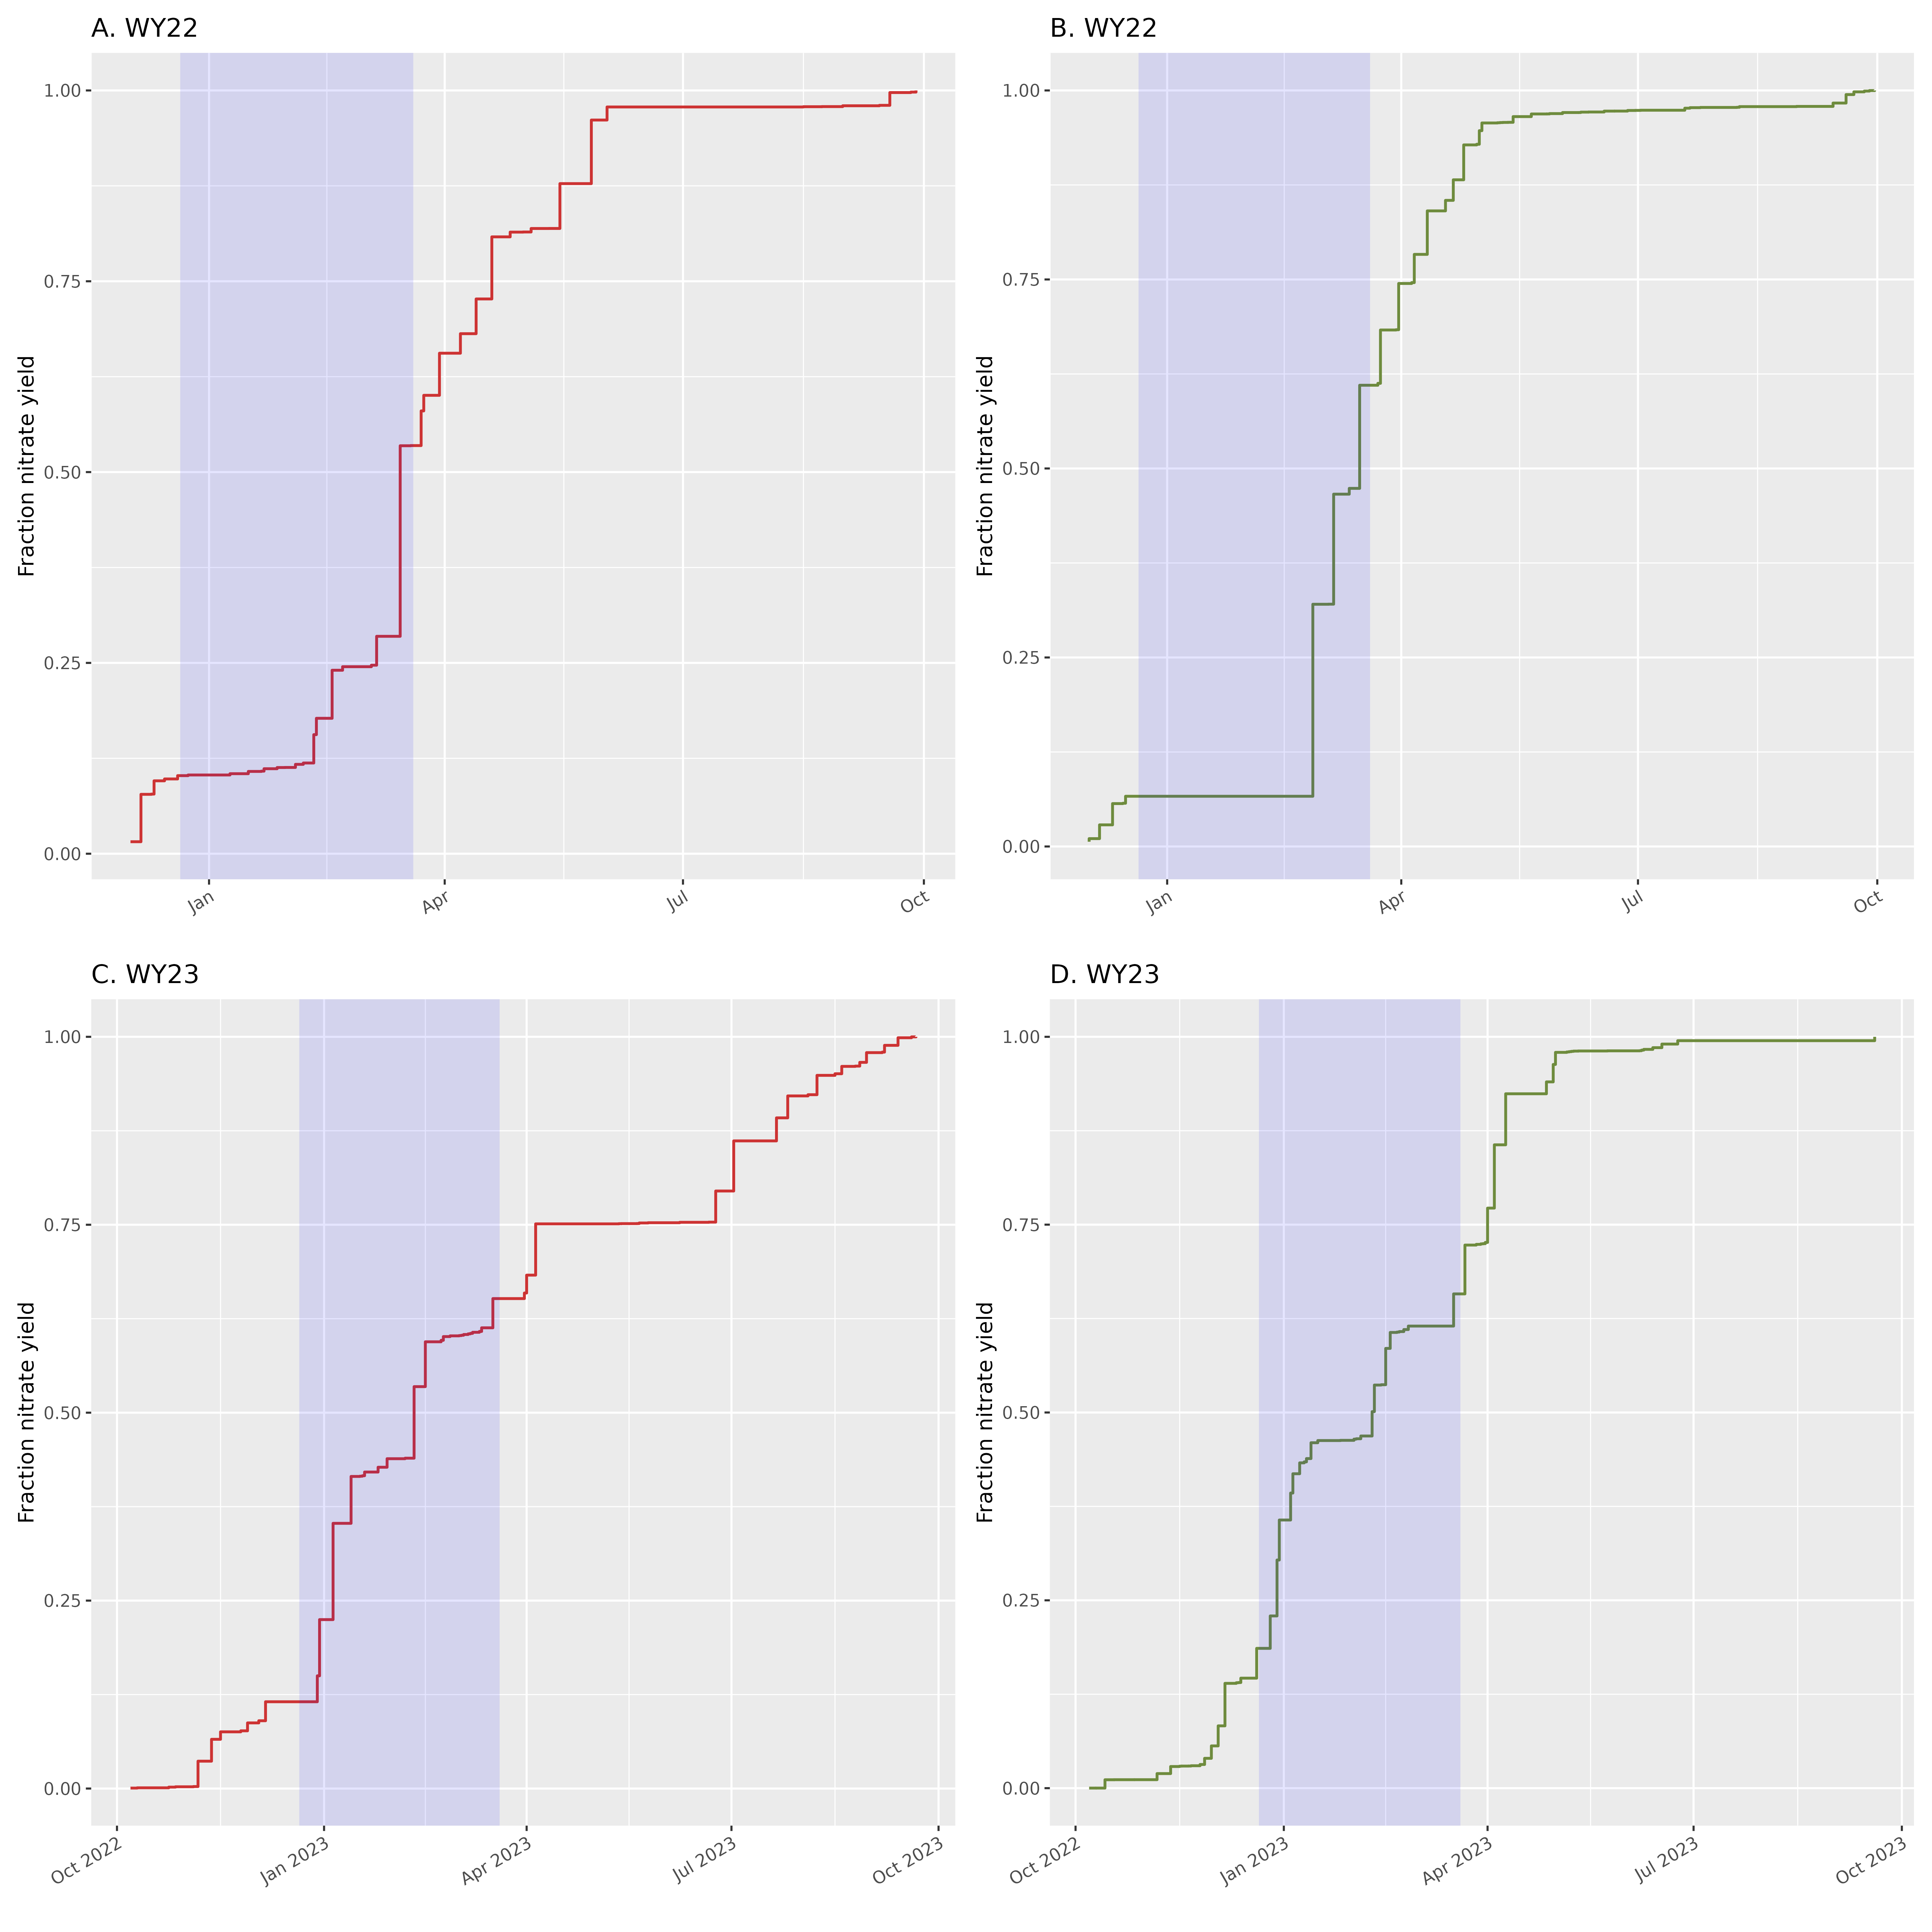 A. WY22
Fraction nitrate yield
1.00
0.75
0.50
0.25
0.00
Jan
Apr
Jul
Oct
B. WY22
Fraction nitrate yield
1.00
0.75
0.50
0.25
0.00
Jan
Apr
Jul
Oct
C. WY23
Fraction nitrate yield
1.00
0.75
0.50
0.25
0.00
Oct 2022
Jan 2023
Apr 2023
Jul 2023
Oct 2023
D. WY23
Fraction nitrate yield
1.00
0.75
0.50
0.25
0.00
Oct 2022
Jan 2023
Apr 2023
Jul 2023
Oct 2023